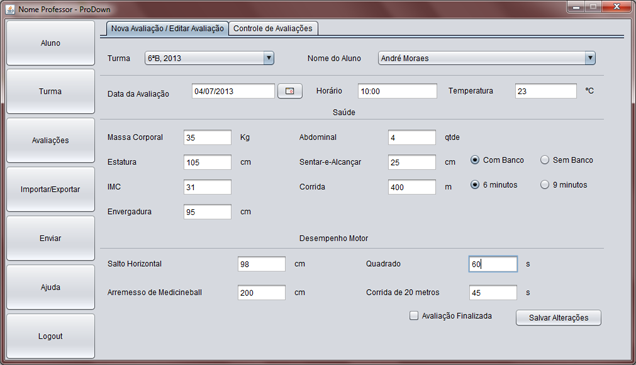 Nome Professor - ProDown
Aluno
Turma
Avaliações
Importar/Exportar
Enviar
Ajuda
Logout
Nova Avaliação / Editar Avaliação Controle de Avaliações
Turma 6ªB, 2013 Nome do Aluno André Moraes
Data da Avaliação 04/07/2013 Horário 10:00 Temperatura 23 ºC
Saúde
Massa Corporal 35 Kg Abdominal 4 qtde
Estatura 105 cm Sentar-e-Alcançar 25 cm Com Banco Sem Banco
IMC 31 Corrida 400 m 6 minutos 9 minutos
Envergadura 95 cm
Desempenho Motor
Salto Horizontal 98 cm Quadrado 60 s
Arremesso de Medicineball 200 cm Corrida de 20 metros 45 s
Avaliação Finalizada Salvar Alterações